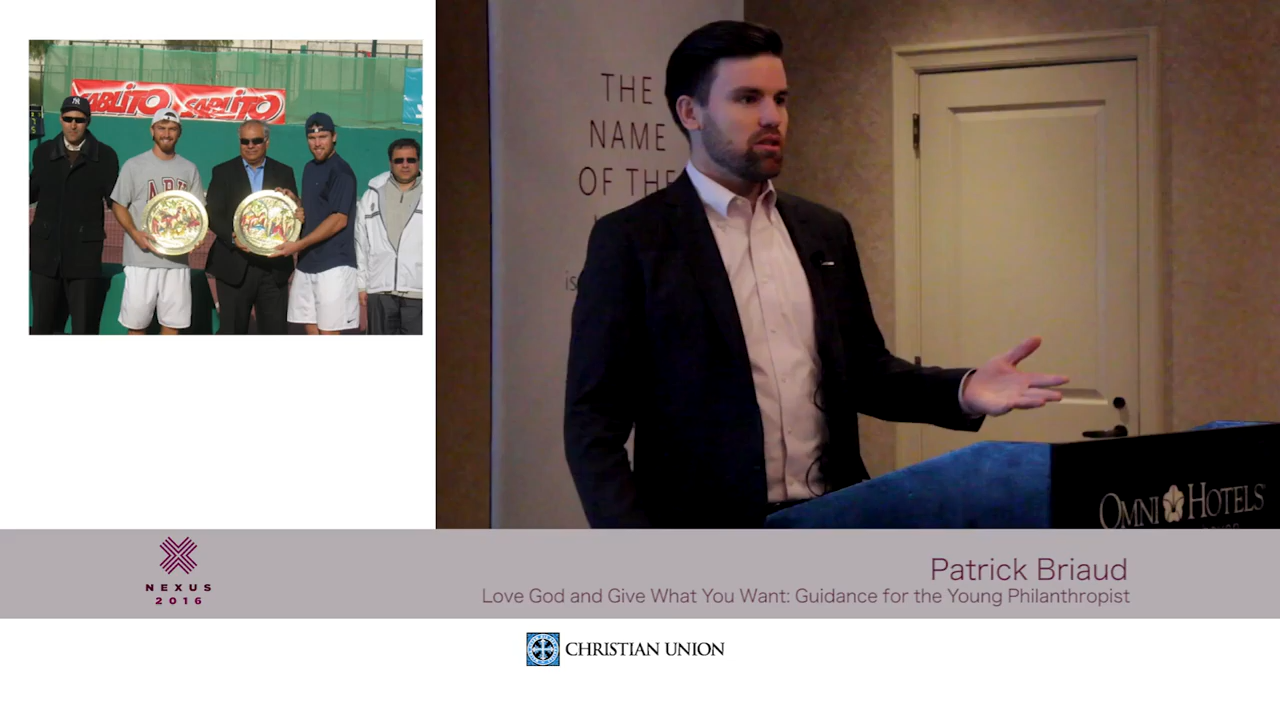 SABLiTO SABLiTO
THE
NAME
OF THE
is
OMNI HOTELS
NEXUS
2016
Patrick Briaud
Love God and Give What You Want: Guidance for the Young Philanthropist
CHRISTIAN UNION